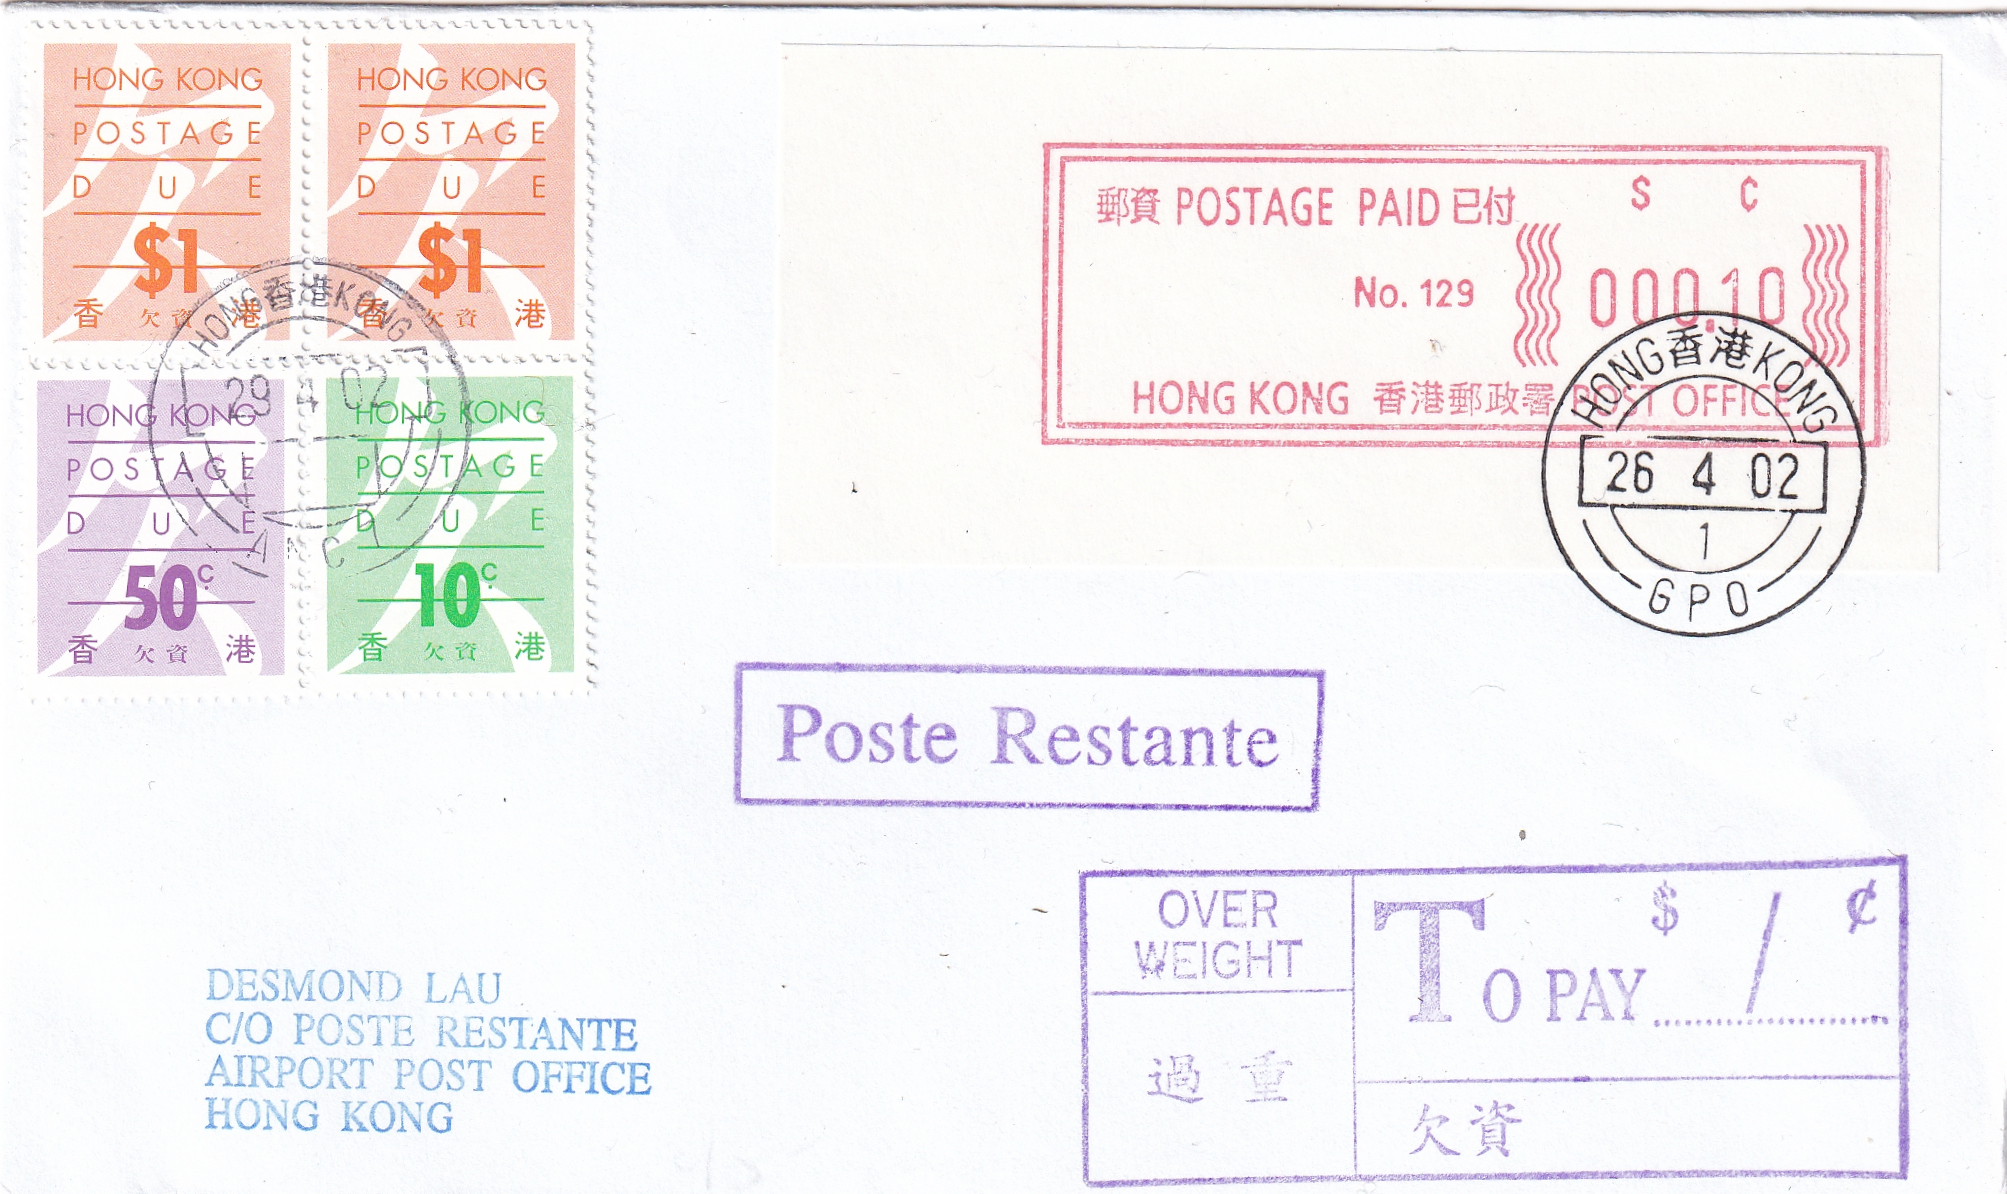 HONG KONG
POSTAGE
DUE
$1
香 欠資 港
HONG KONG
POSTAGE
DUE
$1
香 欠資 港
HONG KONG
POSTAGE
DUE
50c
香 欠資 港
HONG KONG
POSTAGE
DUE
10c
香 欠資 港
HONG香港KONG
29 4 02
郵資 POSTAGE PAID 已付
$ ¢
No. 129
000.10
HONG KONG 香港郵政署 POST OFFICE
HONG香港KONG
26 4 02
1
GPO
Poste Restante
OVER
WEIGHT
過重
$ ¢
TO PAY / 
欠資
DESMOND LAU
C/O POSTE RESTANTE
AIRPORT POST OFFICE
HONG KONG